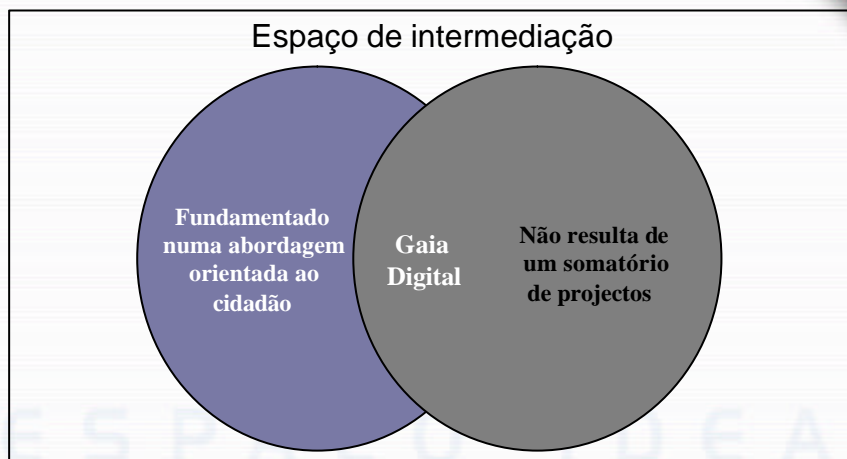 Espaço de intermediação
Fundamentado
numa abordagem
orientada ao
cidadão
Gaia
Digital
Não resulta de
um somatório
de projectos